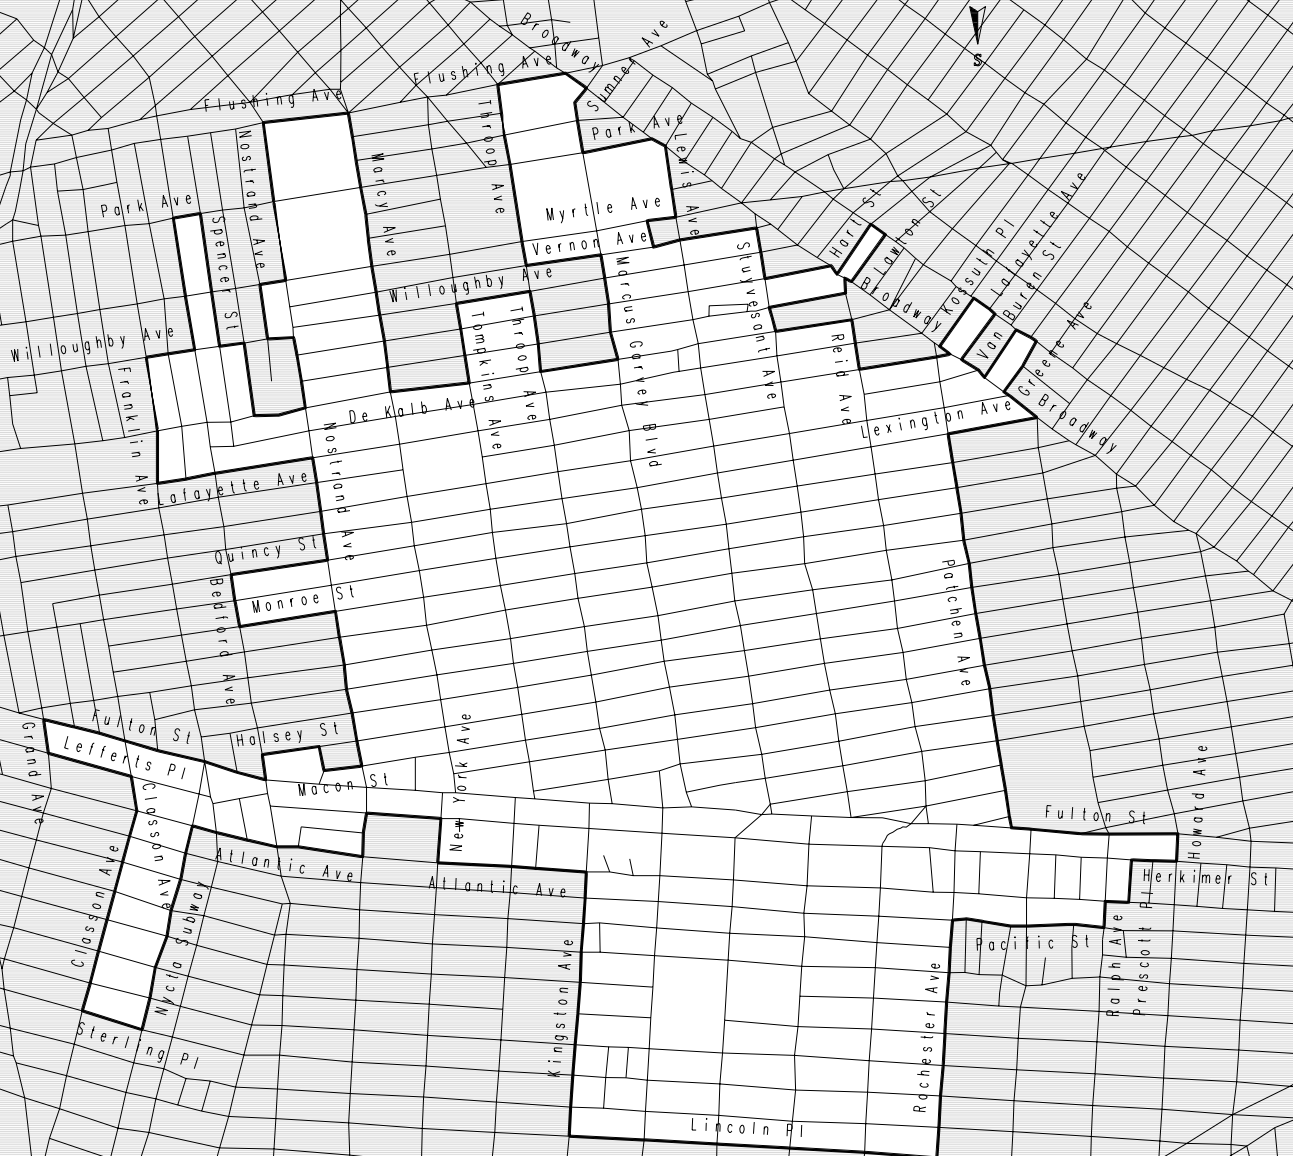 Broadway
Sumner Ave
Flushing Ave
Flushing Ave
S
Park Ave
Nostrand Ave
Throop Ave
Lewis Ave
Marcy Ave
Park Ave
Spencer St
Myrtle Ave
Vernon Ave
Hart St
Lawton St
Kossuth Pl
Lafayette Ave
Van Buren St
Stuyvesant Ave
Willoughby Ave
Marcus Garvey Blvd
Broadway
Willoughby Ave
Tompkins Ave
Throop Ave
Reid Ave
Greene Ave
Franklin Ave
De Kalb Ave
Lexington Ave
Broadway
Nostrand Ave
Lafayette Ave
Quincy St
Bedford Ave
Monroe St
Patchen Ave
Fulton St
Grand Ave
Lefferts Pl
Halsey St
New York Ave
Macon St
Howard Ave
Fulton St
Classon Ave
Classon Ave
Atlantic Ave
Atlantic Ave
Herkimer St
Nycta Subway
Kingston Ave
Rochester Ave
Pacific St
Ralph Ave
Prescott Pl
Sterling Pl
Lincoln Pl